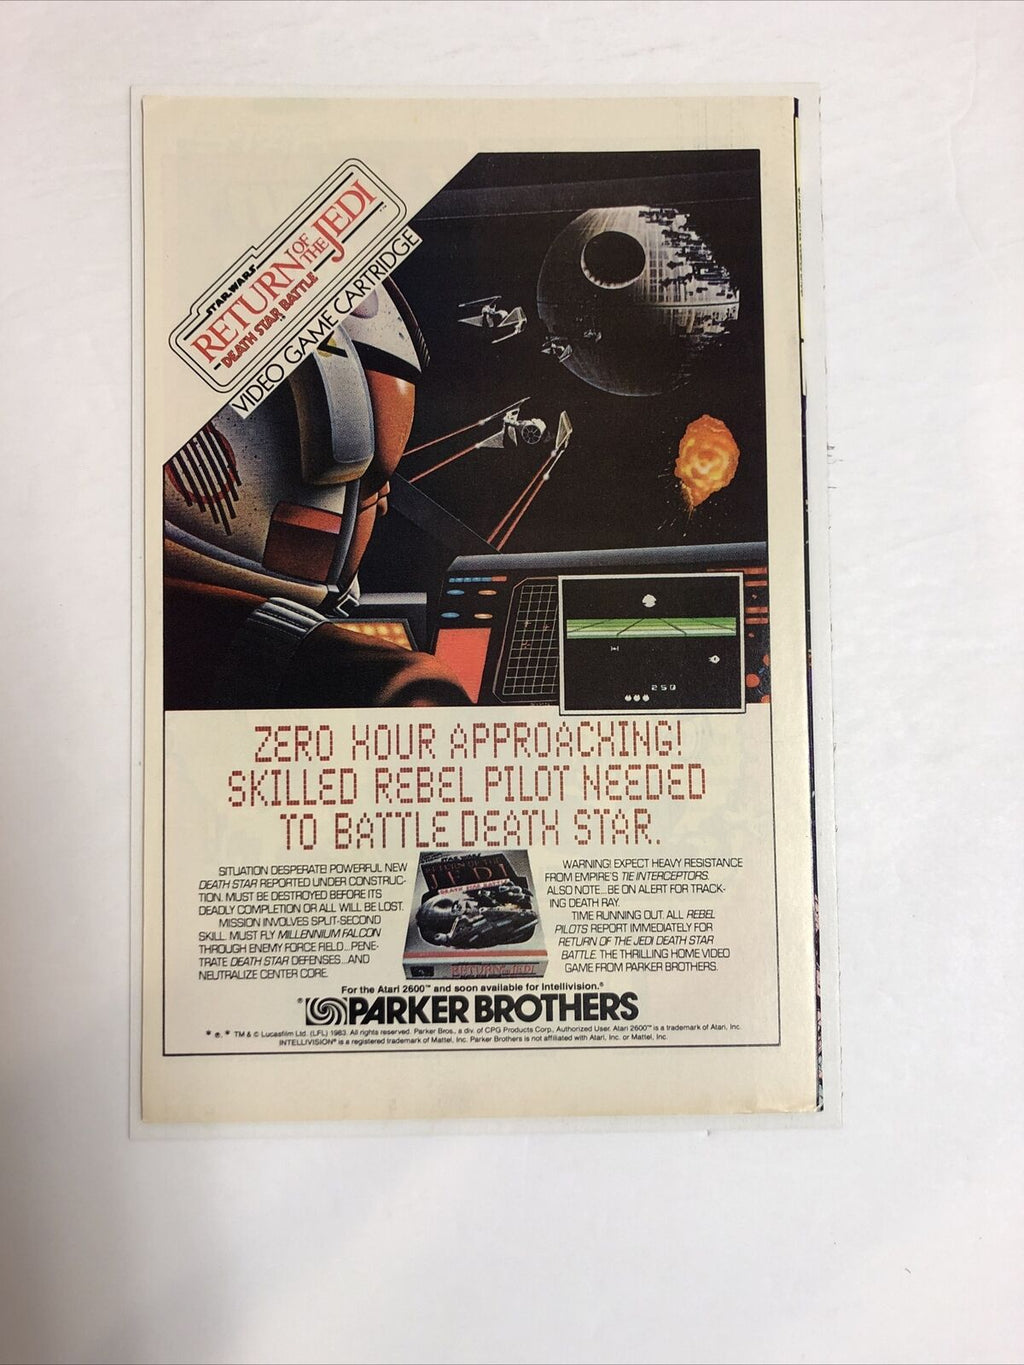 STAR.WARS
RETURN OF THE JEDI
DEATH STAR BATTLE
VIDEO GAME CARTRIDGE
250
ZERO HOUR APPROACHING!
SKILLED REBEL PILOT NEEDED
TO BATTLE DEATH STAR.
SITUATION DESPERATE POWERFUL NEW
DEATH STAR REPORTED UNDER CONSTRUC-
TION. MUST BE DESTROYED BEFORE ITS
DEADLY COMPLETION OR ALL WILL BE LOST.
MISSION INVOLVES SPLIT-SECOND
SKILL. MUST FLY MILLENNIUM FALCON
THROUGH ENEMY FORCE FIELD...PENE-
TRATE DEATH STAR DEFENSES...AND
NEUTRALIZE CENTER CORE.
JEDI
DEATH STAR BATTLE
RETURN OF THE JEDI
WARNING! EXPECT HEAVY RESISTANCE
FROM EMPIRE'S TIE INTERCEPTORS.
ALSO NOTE...BE ON ALERT FOR TRACK-
ING DEATH RAY.
TIME RUNNING OUT. ALL REBEL
PILOTS REPORT IMMEDIATELY FOR
RETURN OF THE JEDI DEATH STAR
BATTLE. THE THRILLING HOME VIDEO
GAME FROM PARKER BROTHERS.
For the Atari 2600™ and soon available for Intellivision.®
® PARKER BROTHERS
* ®, * TM & © Lucasfilm Ltd. (LFL) 1983. All rights reserved. Parker Bros., a div. of CPG Products Corp., Authorized User. Atari 2600™ is a trademark of Atari, Inc.
INTELLIVISION® is a registered trademark of Mattel, Inc. Parker Brothers is not affiliated with Atari, Inc. or Mattel, Inc.